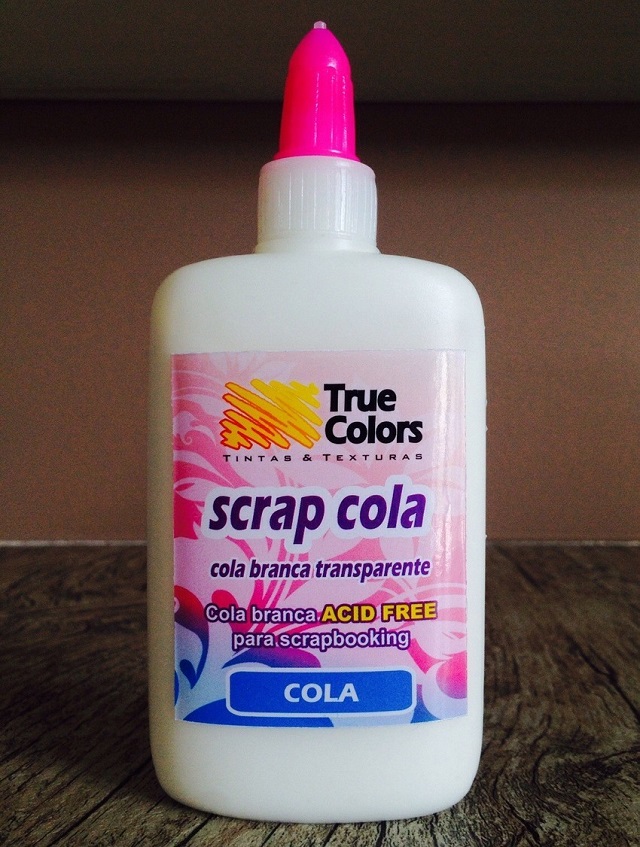 True
Colors
TINTAS & TEXTURAS
scrap cola
cola branca transparente
Cola branca ACID FREE
para scrapbooking
COLA